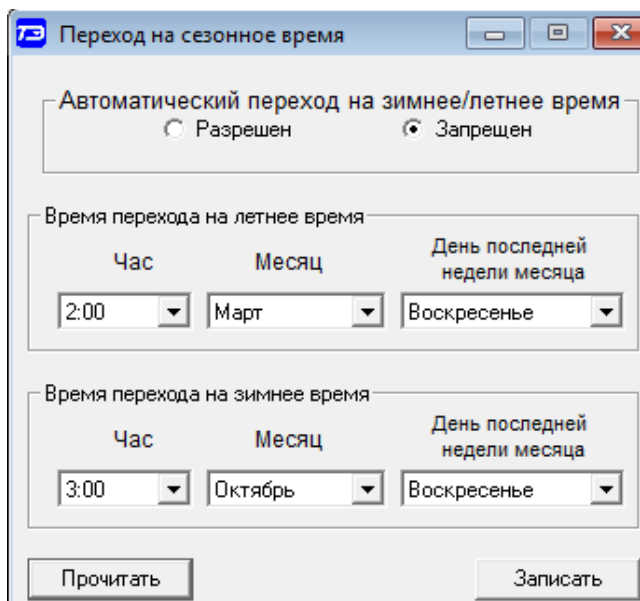 ТЭ Переход на сезонное время
Автоматический переход на зимнее/летнее время
Разрешен Запрещен
Время перехода на летнее время
Час Месяц День последней
недели месяца
2:00 Март Воскресенье
Время перехода на зимнее время
Час Месяц День последней
недели месяца
3:00 Октябрь Воскресенье
Прочитать Записать